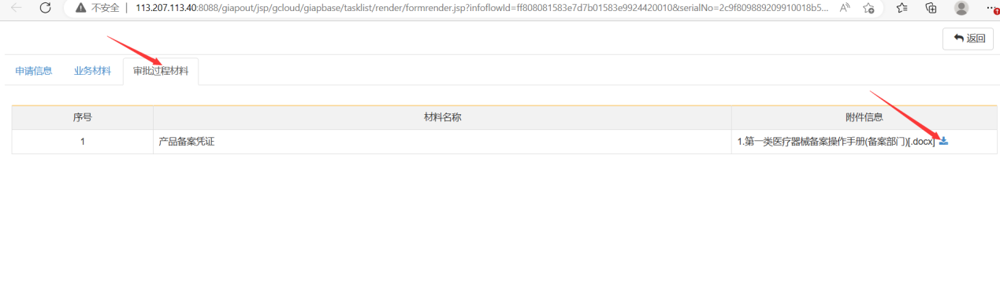 不安全 | 113.207.113.40:8088/giapout/jsp/gcloud/giapbase/tasklist/render/formrender.jsp?infoflowId=ff808081583e7d7b01583e9924420010&serialNo=2c9f809889209910018b5...
返回
申请信息 业务材料 审批过程材料
序号 材料名称 附件信息
1 产品备案凭证 1.第一类医疗器械备案操作手册(备案部门)[.docx]